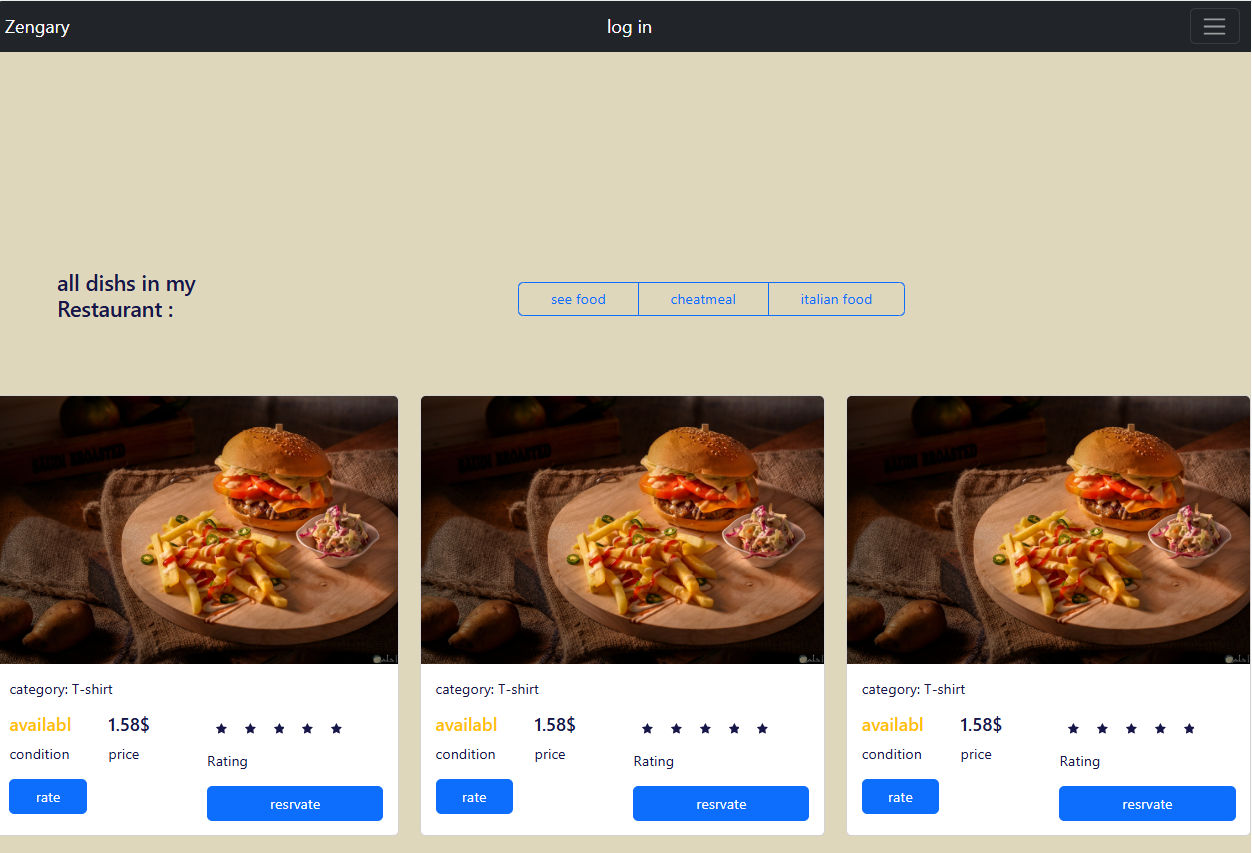 Zengary
log in
all dishs in my
Restaurant :
see food
cheatmeal
italian food
category: T-shirt
availabl
1.58$
condition
price
Rating
rate
resrvate
category: T-shirt
availabl
1.58$
condition
price
Rating
rate
resrvate
category: T-shirt
availabl
1.58$
condition
price
Rating
rate
resrvate